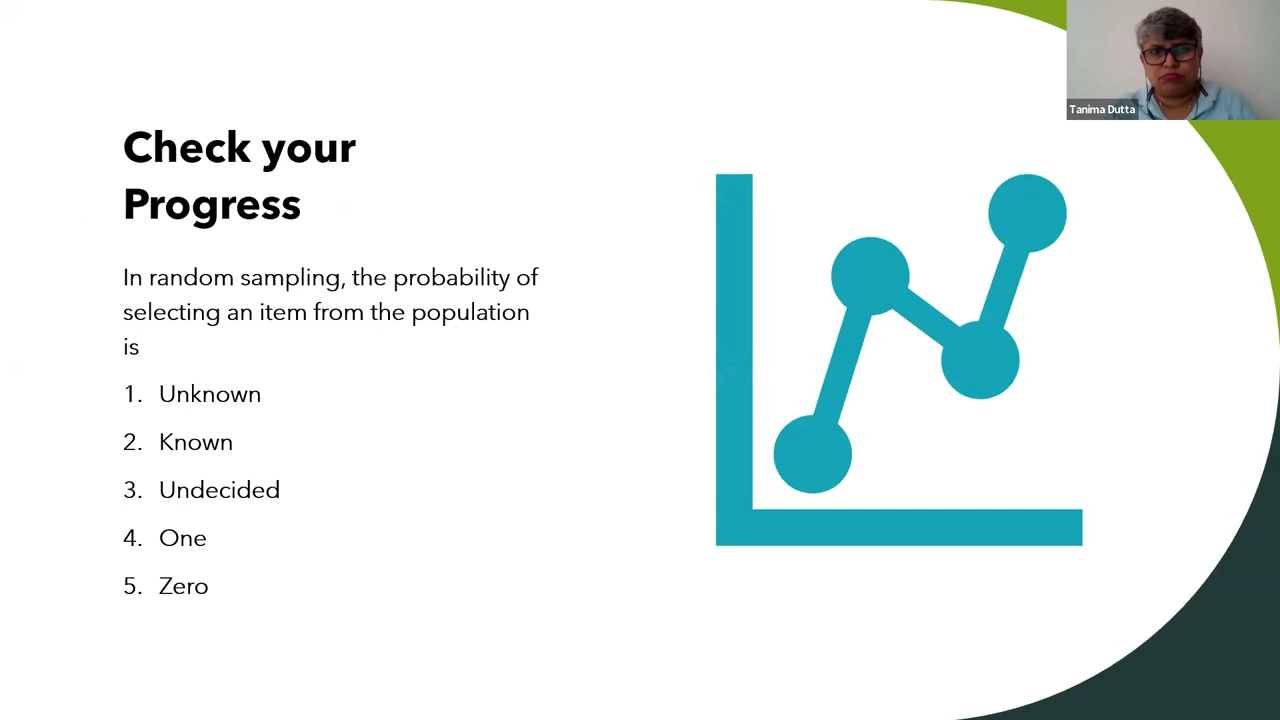 Tanima Dutta
Check your
Progress
In random sampling, the probability of
selecting an item from the population
is
1. Unknown
2. Known
3. Undecided
4. One
5. Zero